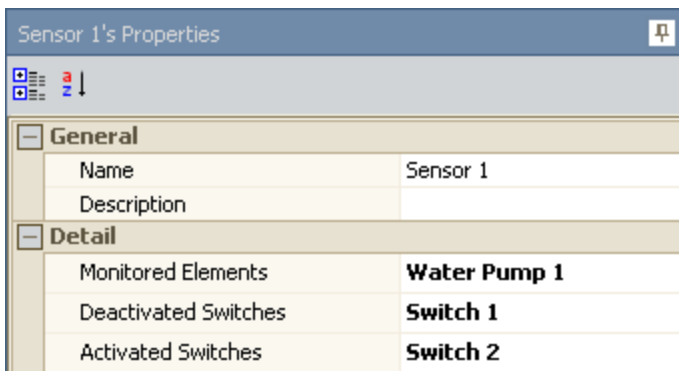 Sensor 1's Properties
a
z
General
Name Sensor 1
Description
Detail
Monitored Elements Water Pump 1
Deactivated Switches Switch 1
Activated Switches Switch 2